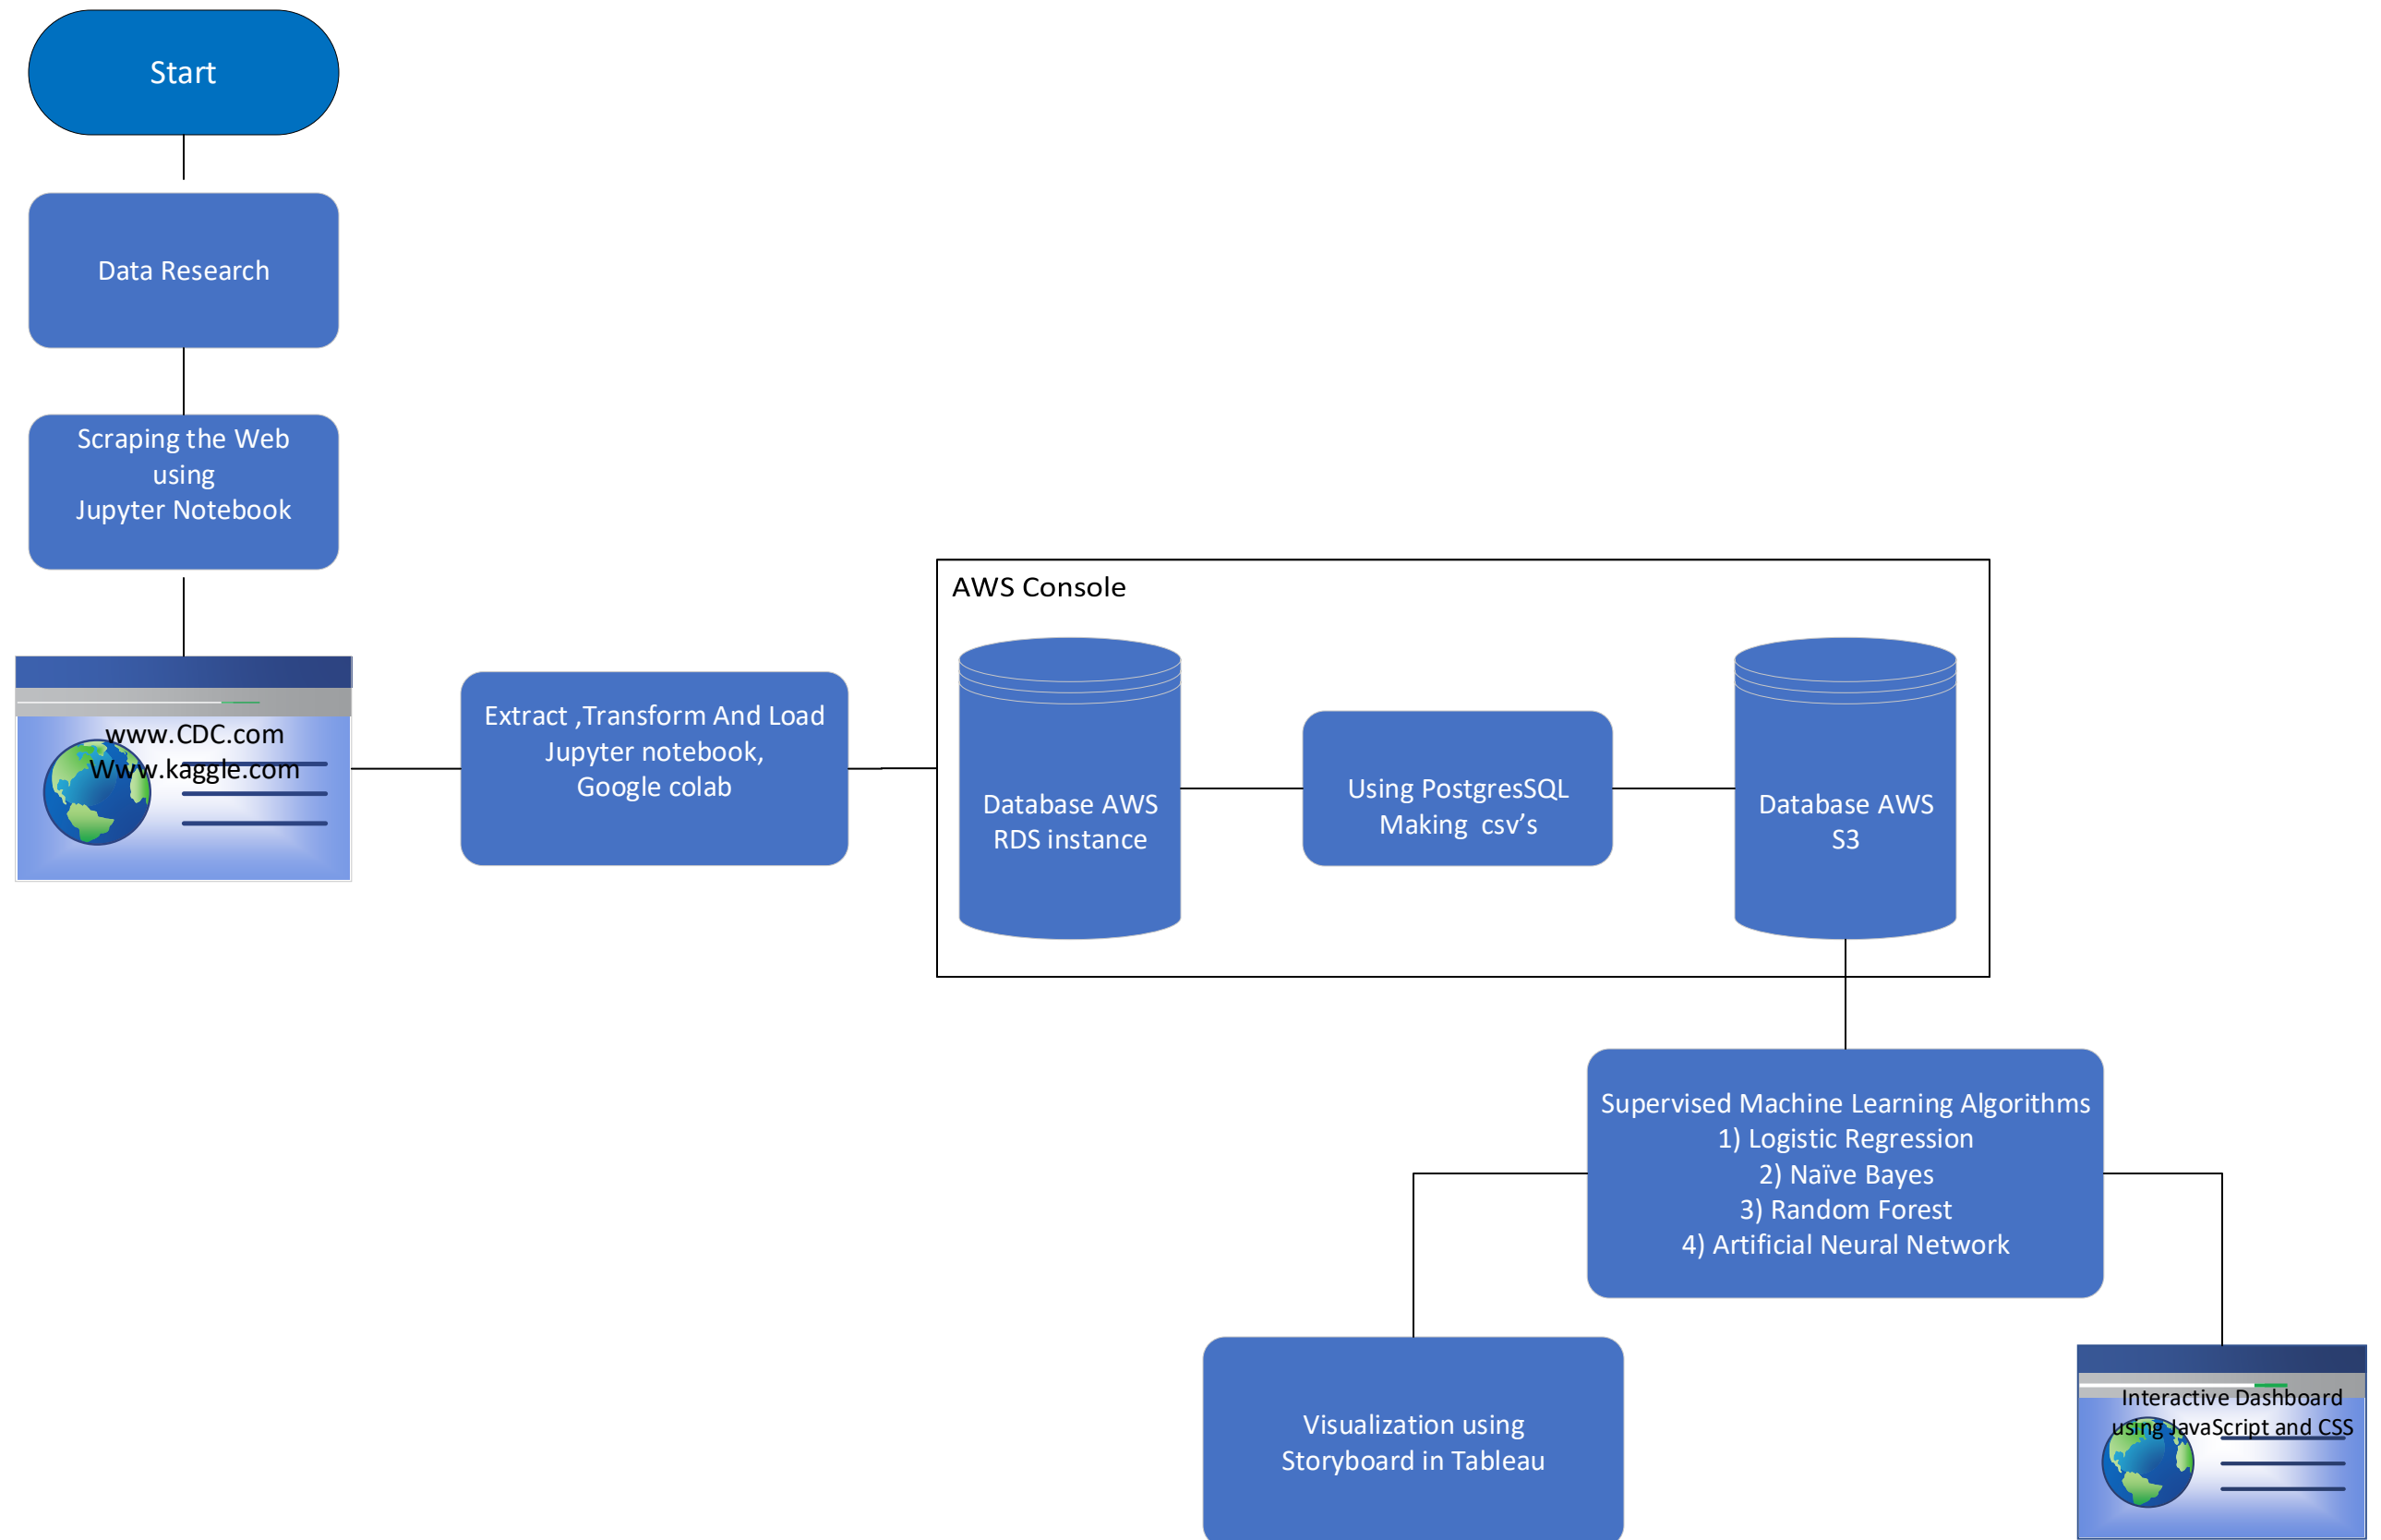 Start
Data Research
Scraping the Web
using
Jupyter Notebook
www.CDC.com
Www.kaggle.com
Extract ,Transform And Load
Jupyter notebook,
Google colab
AWS Console
Database AWS
RDS instance
Using PostgresSQL
Making  csv’s
Database AWS
S3
Supervised Machine Learning Algorithms
1) Logistic Regression
2) Naïve Bayes
3) Random Forest
4) Artificial Neural Network
Visualization using
Storyboard in Tableau
Interactive Dashboard
using JavaScript and CSS